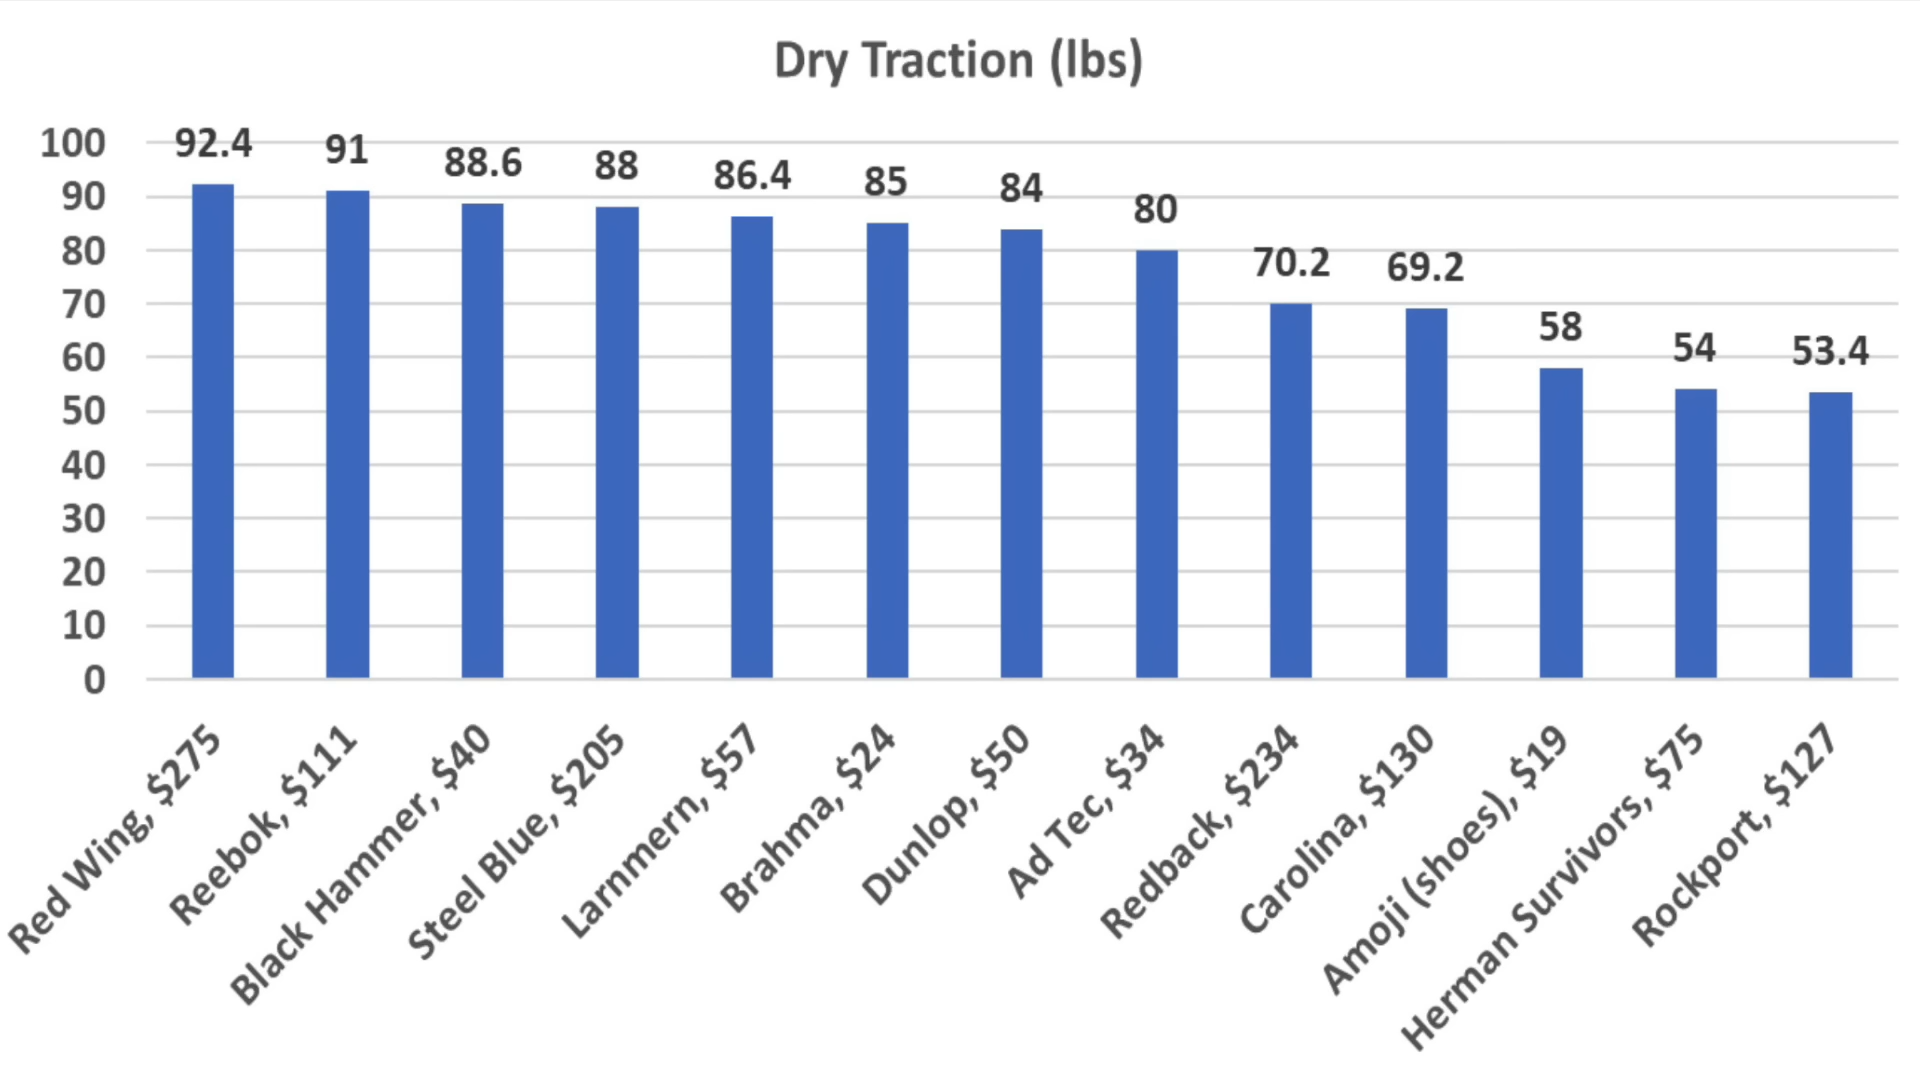 Dry Traction (lbs)
100
90
80
70
60
50
40
30
20
10
0
92.4
91
88.6
88
86.4
85
84
80
70.2
69.2
58
54
53.4
Red Wing, $275
Reebok, $111
Black Hammer, $40
Steel Blue, $205
Larnmern, $57
Brahma, $24
Dunlop, $50
Ad Tec, $34
Redback, $234
Carolina, $130
Amoji (shoes), $19
Herman Survivors, $75
Rockport, $127